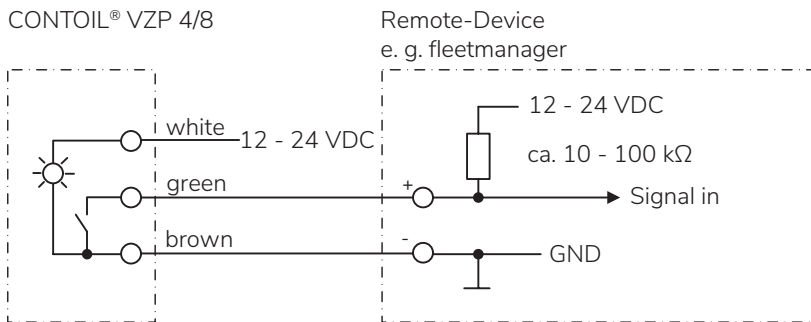 CONTOIL® VZP 4/8
Remote-Device
e. g. fleetmanager
white
12 - 24 VDC
12 - 24 VDC
ca. 10 - 100 kΩ
green
+
Signal in
brown
-
GND